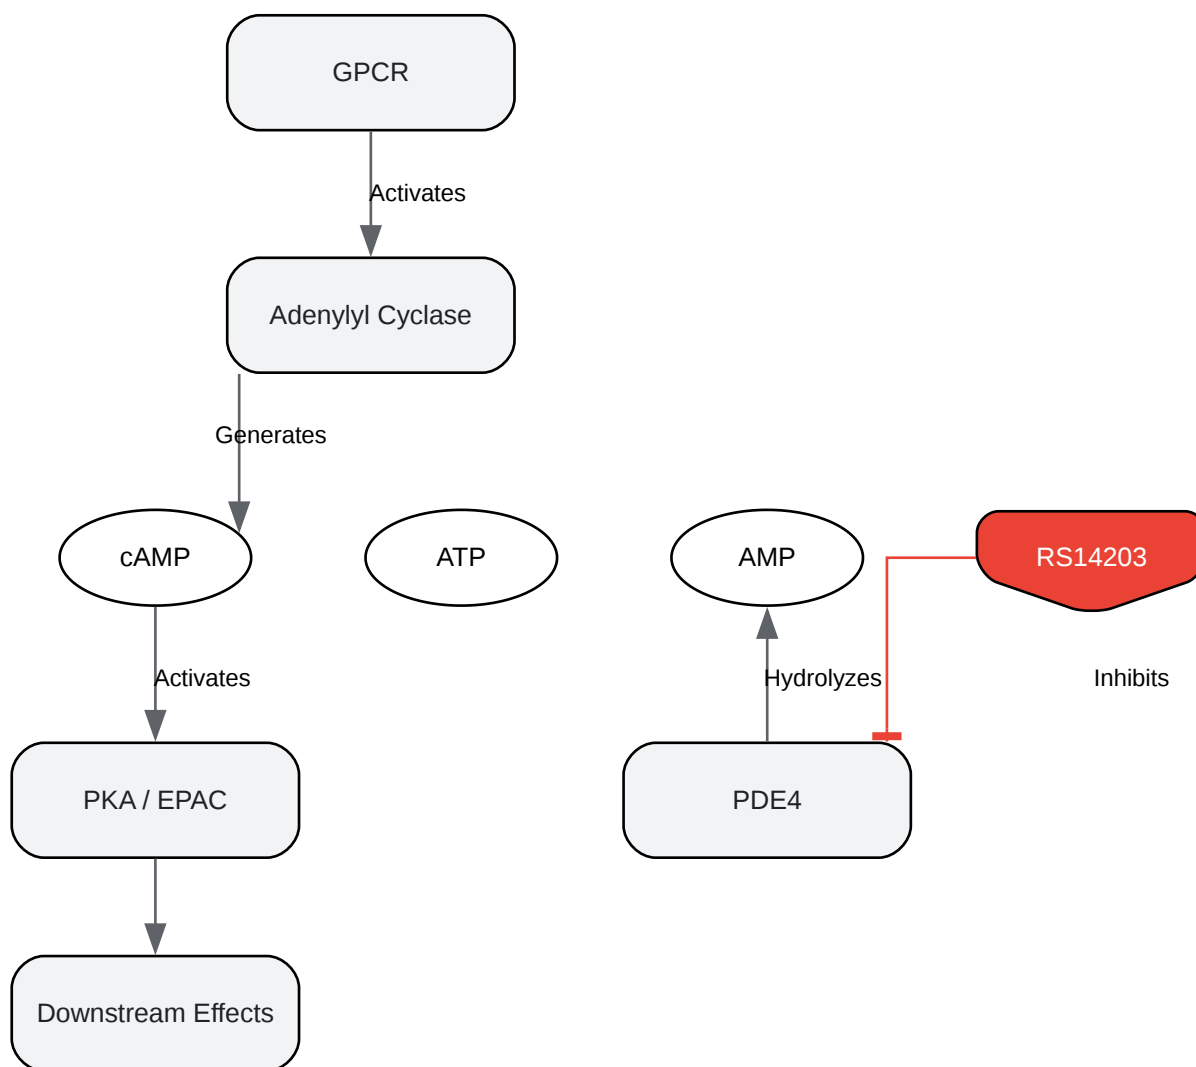 GPCR
Activates
Adenylyl Cyclase
Generates
cAMP
ATP
AMP
RS14203
Activates
Hydrolyzes
Inhibits
PKA / EPAC
PDE4
Downstream Effects